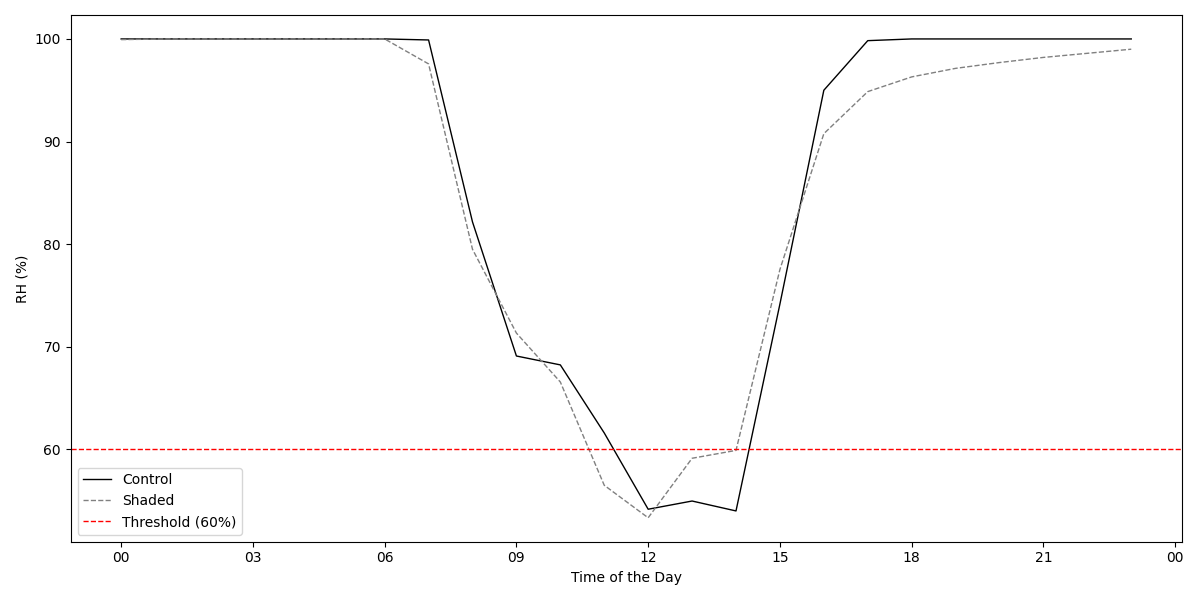 100
90
80
70
60
RH (%)
Control
Shaded
Threshold (60%)
00 03 06 09 12 15 18 21 00
Time of the Day